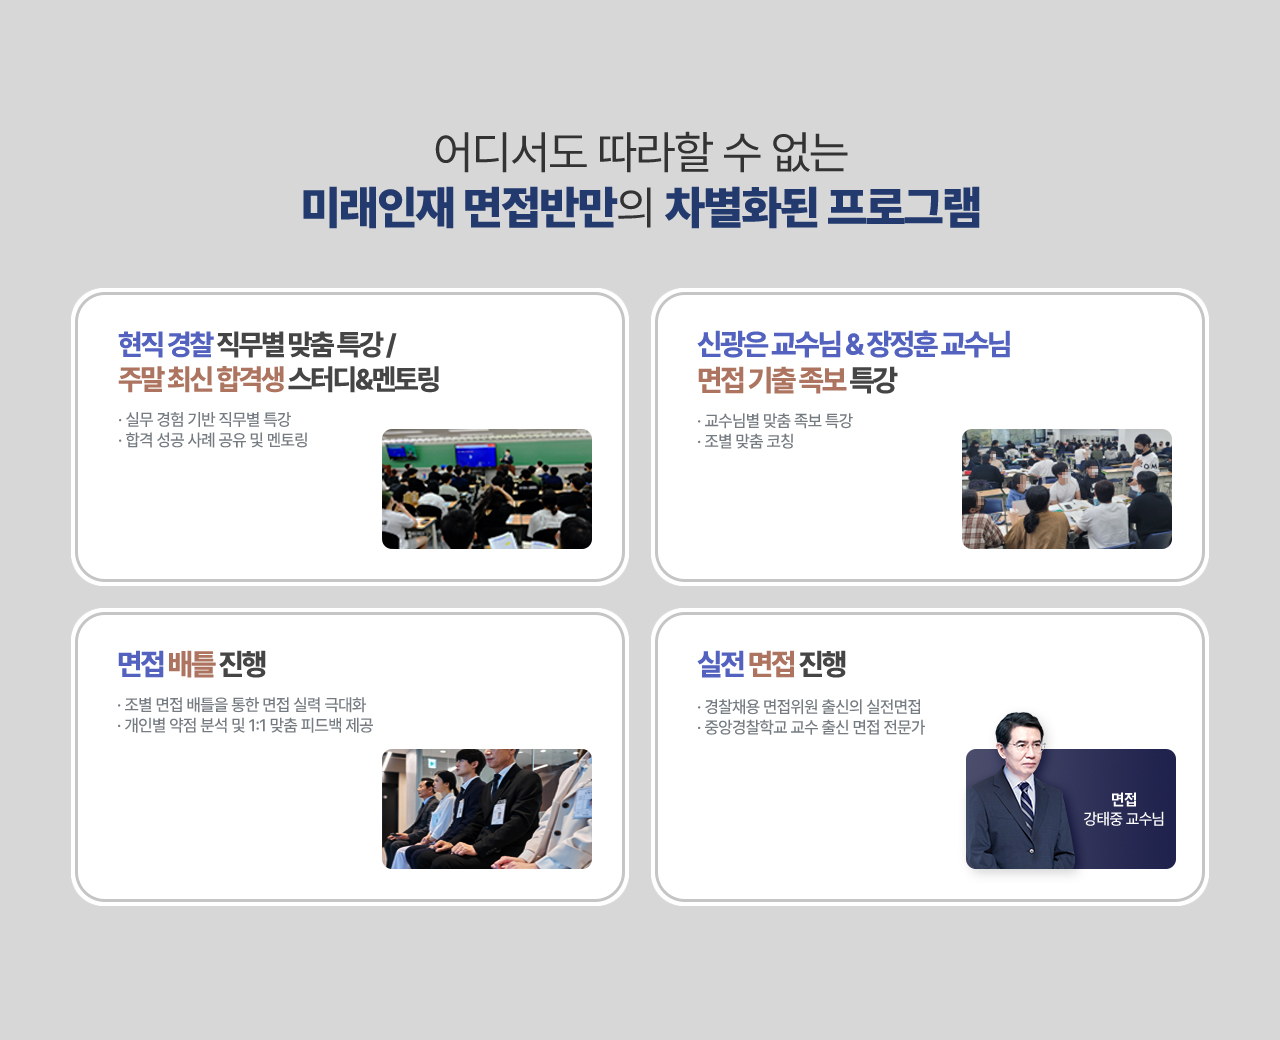 어디서도 따라할 수 없는
미래인재 면접반만의 차별화된 프로그램
현직 경찰 직무별 맞춤 특강 /
주말 최신 합격생 스터디&멘토링
· 실무 경험 기반 직무별 특강
· 합격 성공 사례 공유 및 멘토링
신광은 교수님 & 장정훈 교수님
면접 기출 족보 특강
· 교수님별 맞춤 족보 특강
· 조별 맞춤 코칭
면접 배틀 진행
· 조별 면접 배틀을 통한 면접 실력 극대화
· 개인별 약점 분석 및 1:1 맞춤 피드백 제공
실전 면접 진행
· 경찰채용 면접위원 출신의 실전면접
· 중앙경찰학교 교수 출신 면접 전문가
면접
강태중 교수님